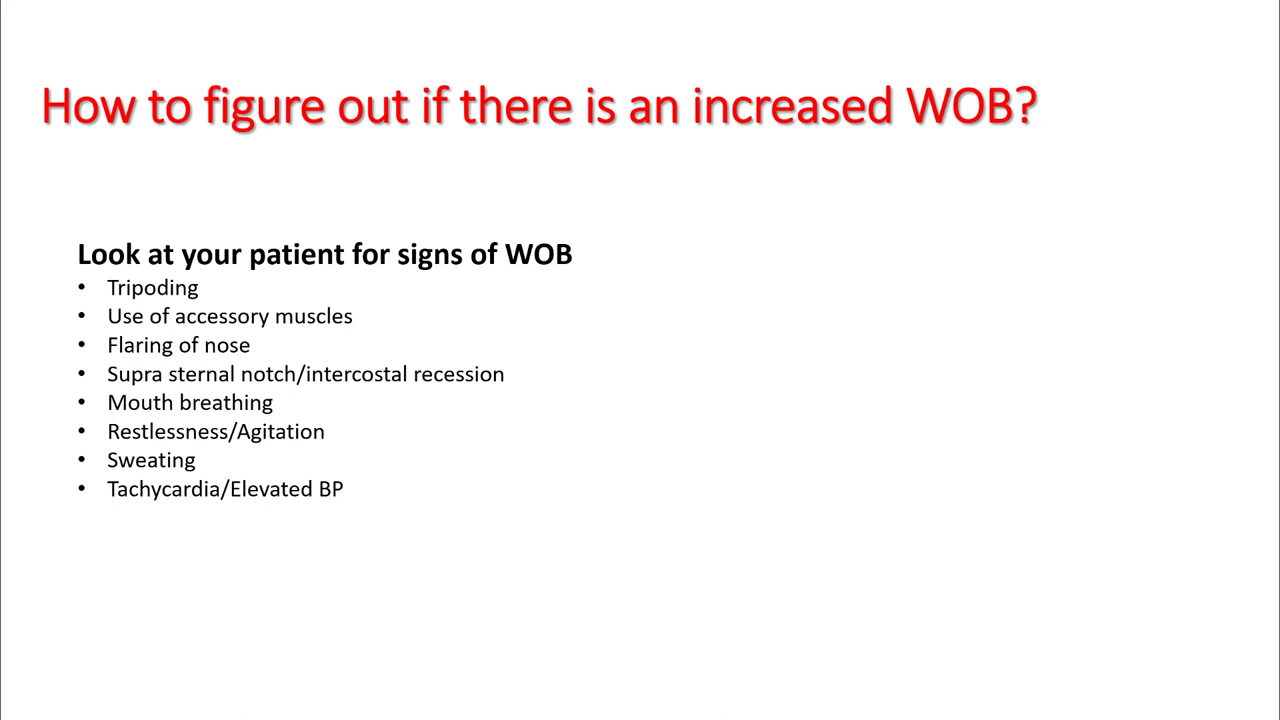 How to figure out if there is an increased WOB?
Look at your patient for signs of WOB
• Tripoding
• Use of accessory muscles
• Flaring of nose
• Supra sternal notch/intercostal recession
• Mouth breathing
• Restlessness/Agitation
• Sweating
• Tachycardia/Elevated BP